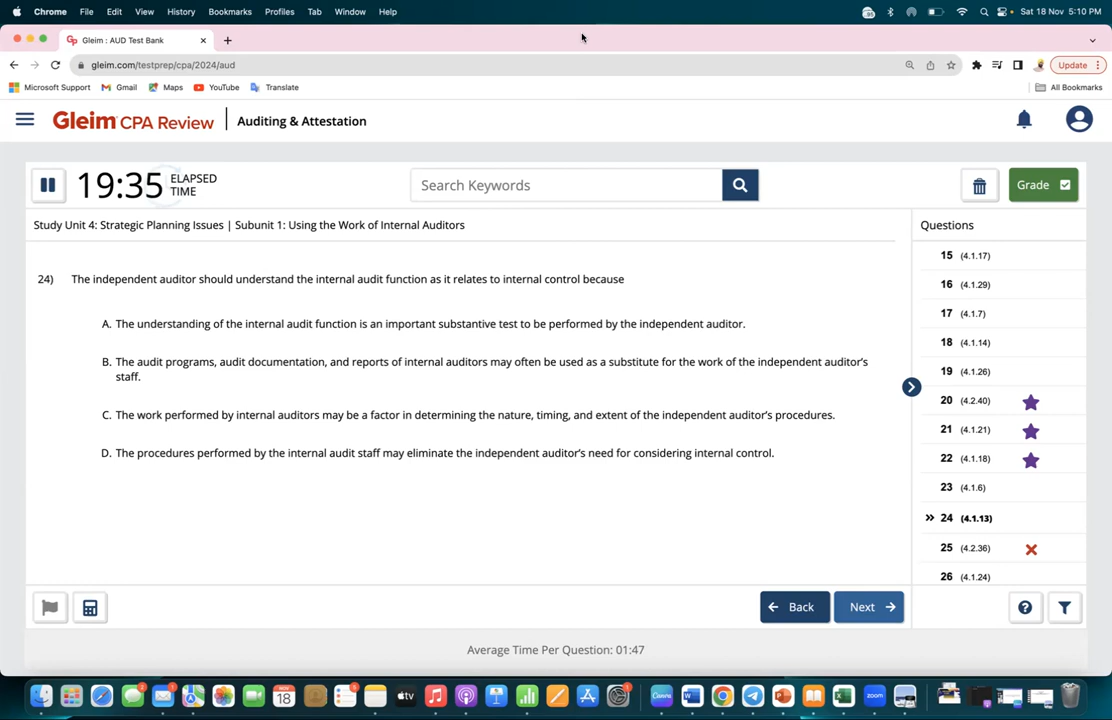 Chrome File Edit View History Bookmarks Profiles Tab Window Help Sat 18 Nov 5:10 PM
Gp Gleim : AUD Test Bank
gleim.com/testprep/cpa/2024/aud Update
Microsoft Support Gmail Maps YouTube Translate All Bookmarks
Gleim CPA Review Auditing & Attestation
19:35 ELAPSED TIME
Search Keywords
Grade
Study Unit 4: Strategic Planning Issues | Subunit 1: Using the Work of Internal Auditors
24) The independent auditor should understand the internal audit function as it relates to internal control because
A. The understanding of the internal audit function is an important substantive test to be performed by the independent auditor.
B. The audit programs, audit documentation, and reports of internal auditors may often be used as a substitute for the work of the independent auditor's
staff.
C. The work performed by internal auditors may be a factor in determining the nature, timing, and extent of the independent auditor's procedures.
D. The procedures performed by the internal audit staff may eliminate the independent auditor's need for considering internal control.
Questions
15 (4.1.17)
16 (4.1.29)
17 (4.1.7)
18 (4.1.14)
19 (4.1.26)
20 (4.2.40)
21 (4.1.21)
22 (4.1.18)
23 (4.1.6)
» 24 (4.1.13)
25 (4.2.36)
26 (4.1.24)
Back Next
Average Time Per Question: 01:47
NOV
18
tv
Canva
zoom